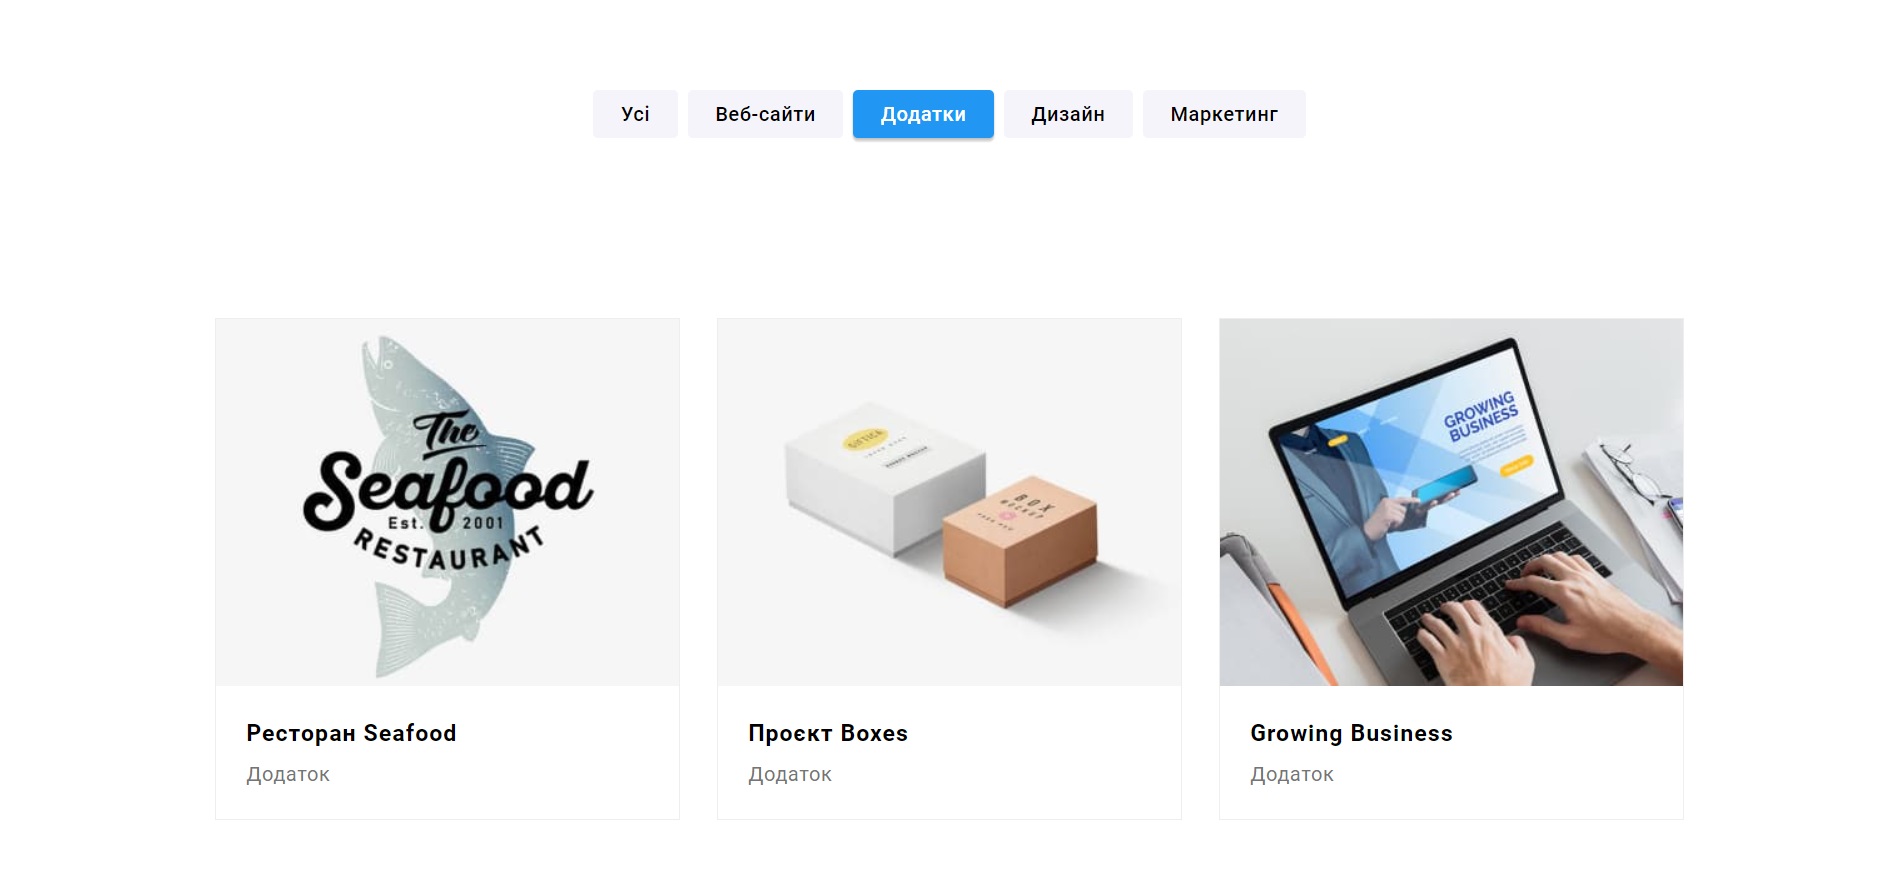 Усі
Веб-сайти
Додатки
Дизайн
Маркетинг
The
Seafood
Est. 2001
RESTAURANT
BOX
GROWING
BUSINESS
Ресторан Seafood
Додаток
Проєкт Boxes
Додаток
Growing Business
Додаток